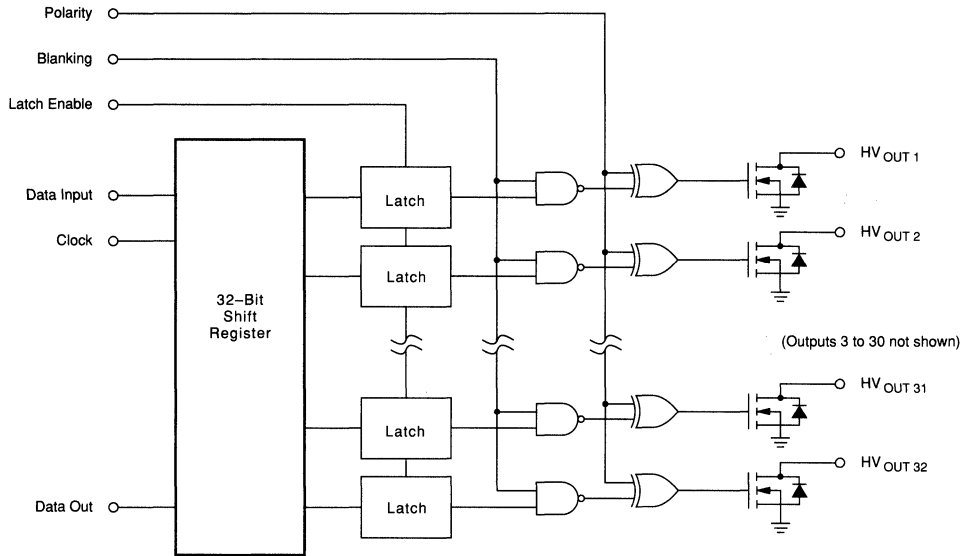 Polarity
Blanking
Latch Enable
Data Input
Clock
Data Out
32–Bit
Shift
Register
Latch
Latch
Latch
Latch
HV OUT 1
HV OUT 2
(Outputs 3 to 30 not shown)
HV OUT 31
HV OUT 32